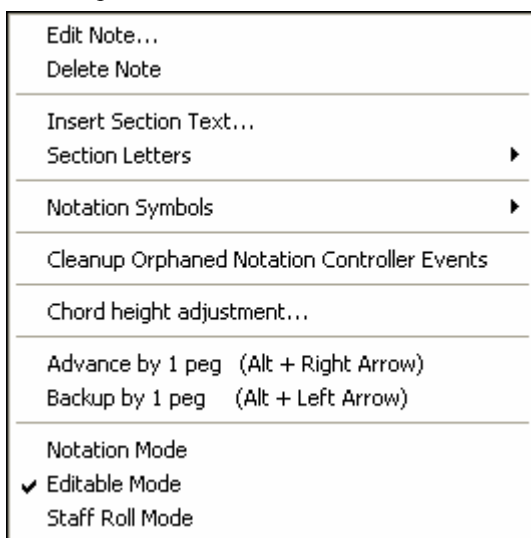 Edit Note...
Delete Note
Insert Section Text...
Section Letters
Notation Symbols
Cleanup Orphaned Notation Controller Events
Chord height adjustment...
Advance by 1 peg (Alt + Right Arrow)
Backup by 1 peg (Alt + Left Arrow)
Notation Mode
Editable Mode
Staff Roll Mode